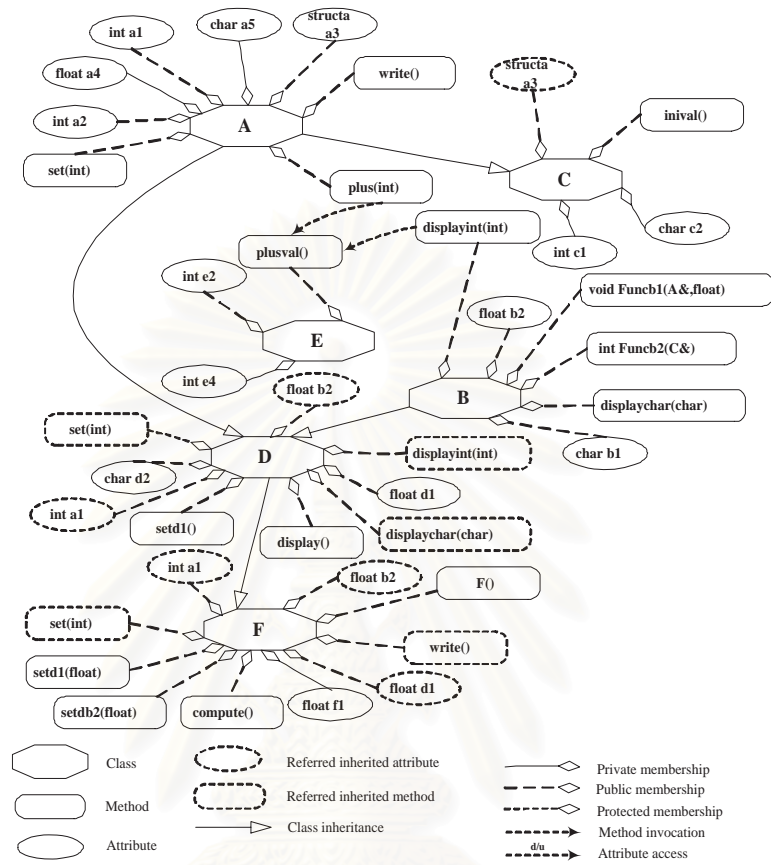 int a1
char a5
structa
a3
float a4
write()
structa
a3
int a2
A
inival()
set(int)
C
plus(int)
displayint(int)
char c2
plusval()
int c1
int e2
void Funcb1(A&,float)
float b2
E
int Funcb2(C&)
int e4
float b2
B
displaychar(char)
set(int)
char b1
D
displayint(int)
char d2
float d1
int a1
setd1()
display()
displaychar(char)
int a1
float b2
F()
set(int)
F
write()
setd1(float)
float d1
setdb2(float)
compute()
float f1
Class
Referred inherited attribute
Private membership
Public membership
Method
Referred inherited method
Protected membership
Class inheritance
Method invocation
d/u
Attribute
Attribute access